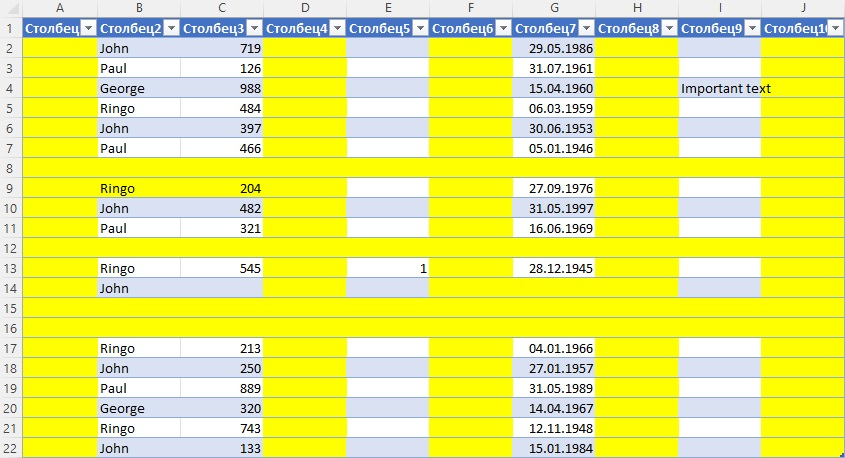 A B C D E F G H I J
1 Столбец Столбец2 Столбец3 Столбец4 Столбец5 Столбец6 Столбец7 Столбец8 Столбец9 Столбец1
2 John 719 29.05.1986
3 Paul 126 31.07.1961
4 George 988 15.04.1960 Important text
5 Ringo 484 06.03.1959
6 John 397 30.06.1953
7 Paul 466 05.01.1946
8
9 Ringo 204 27.09.1976
10 John 482 31.05.1997
11 Paul 321 16.06.1969
12
13 Ringo 545 1 28.12.1945
14 John
15
16
17 Ringo 213 04.01.1966
18 John 250 27.01.1957
19 Paul 889 31.05.1989
20 George 320 14.04.1967
21 Ringo 743 12.11.1948
22 John 133 15.01.1984